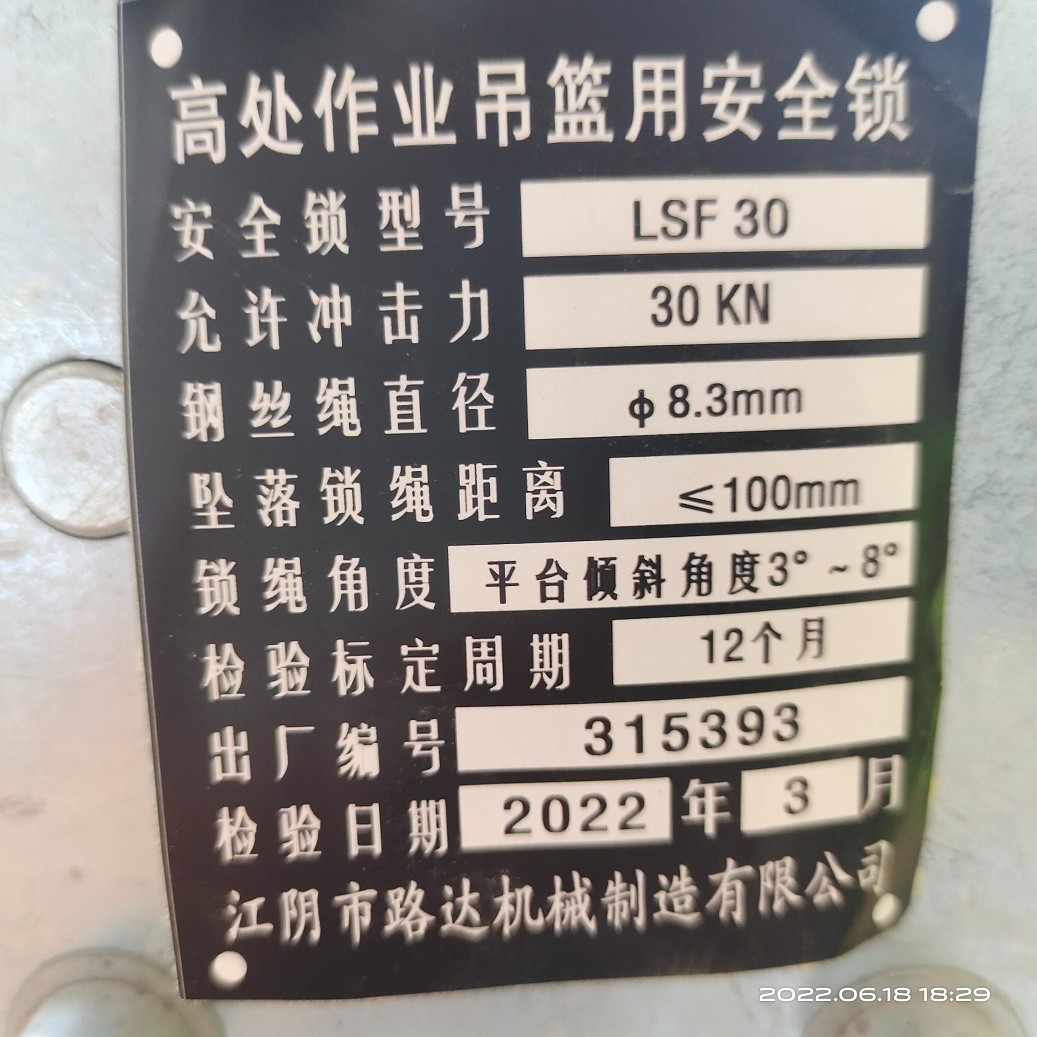 高处作业吊篮用安全锁
安全锁型号 LSF 30
允许冲击力 30 KN
钢丝绳直径 ф8.3mm
坠落锁绳距离 ≤100mm
锁绳角度 平台倾斜角度3°~8°
检验标定周期 12个月
出厂编号 315393
检验日期 2022 年 3 月
江阴市路达机械制造有限公司
2022.06.18 18:29